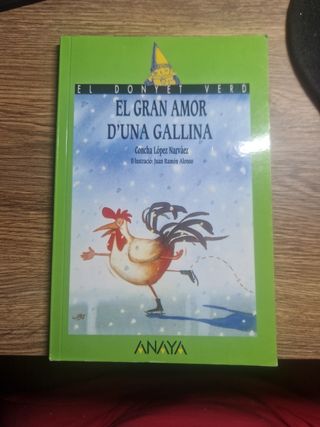 EL DONYET VERD
EL GRAN AMOR
D'UNA GALLINA
Concha López Narváez
Il·lustració: Juan Ramón Alonso
ANAYA